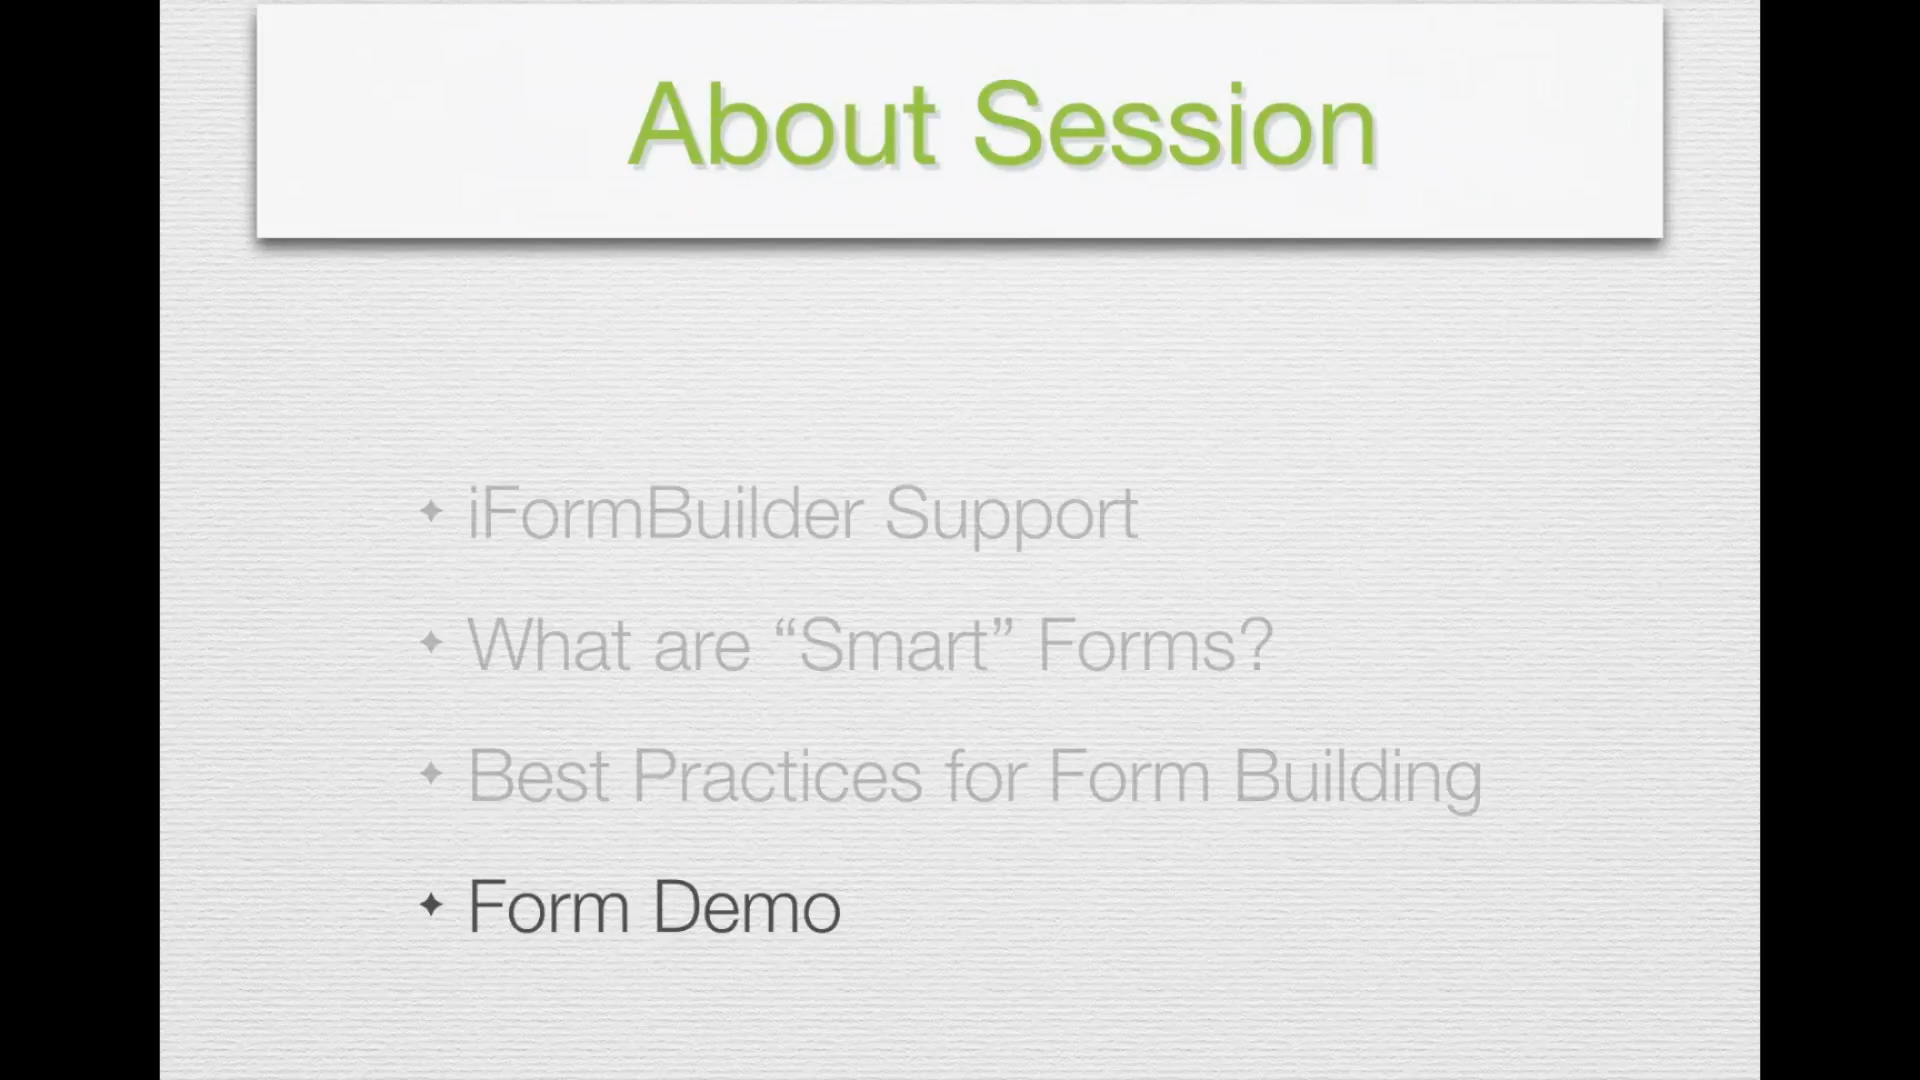 About Session
✦ iFormBuilder Support
✦ What are “Smart” Forms?
✦ Best Practices for Form Building
✦ Form Demo